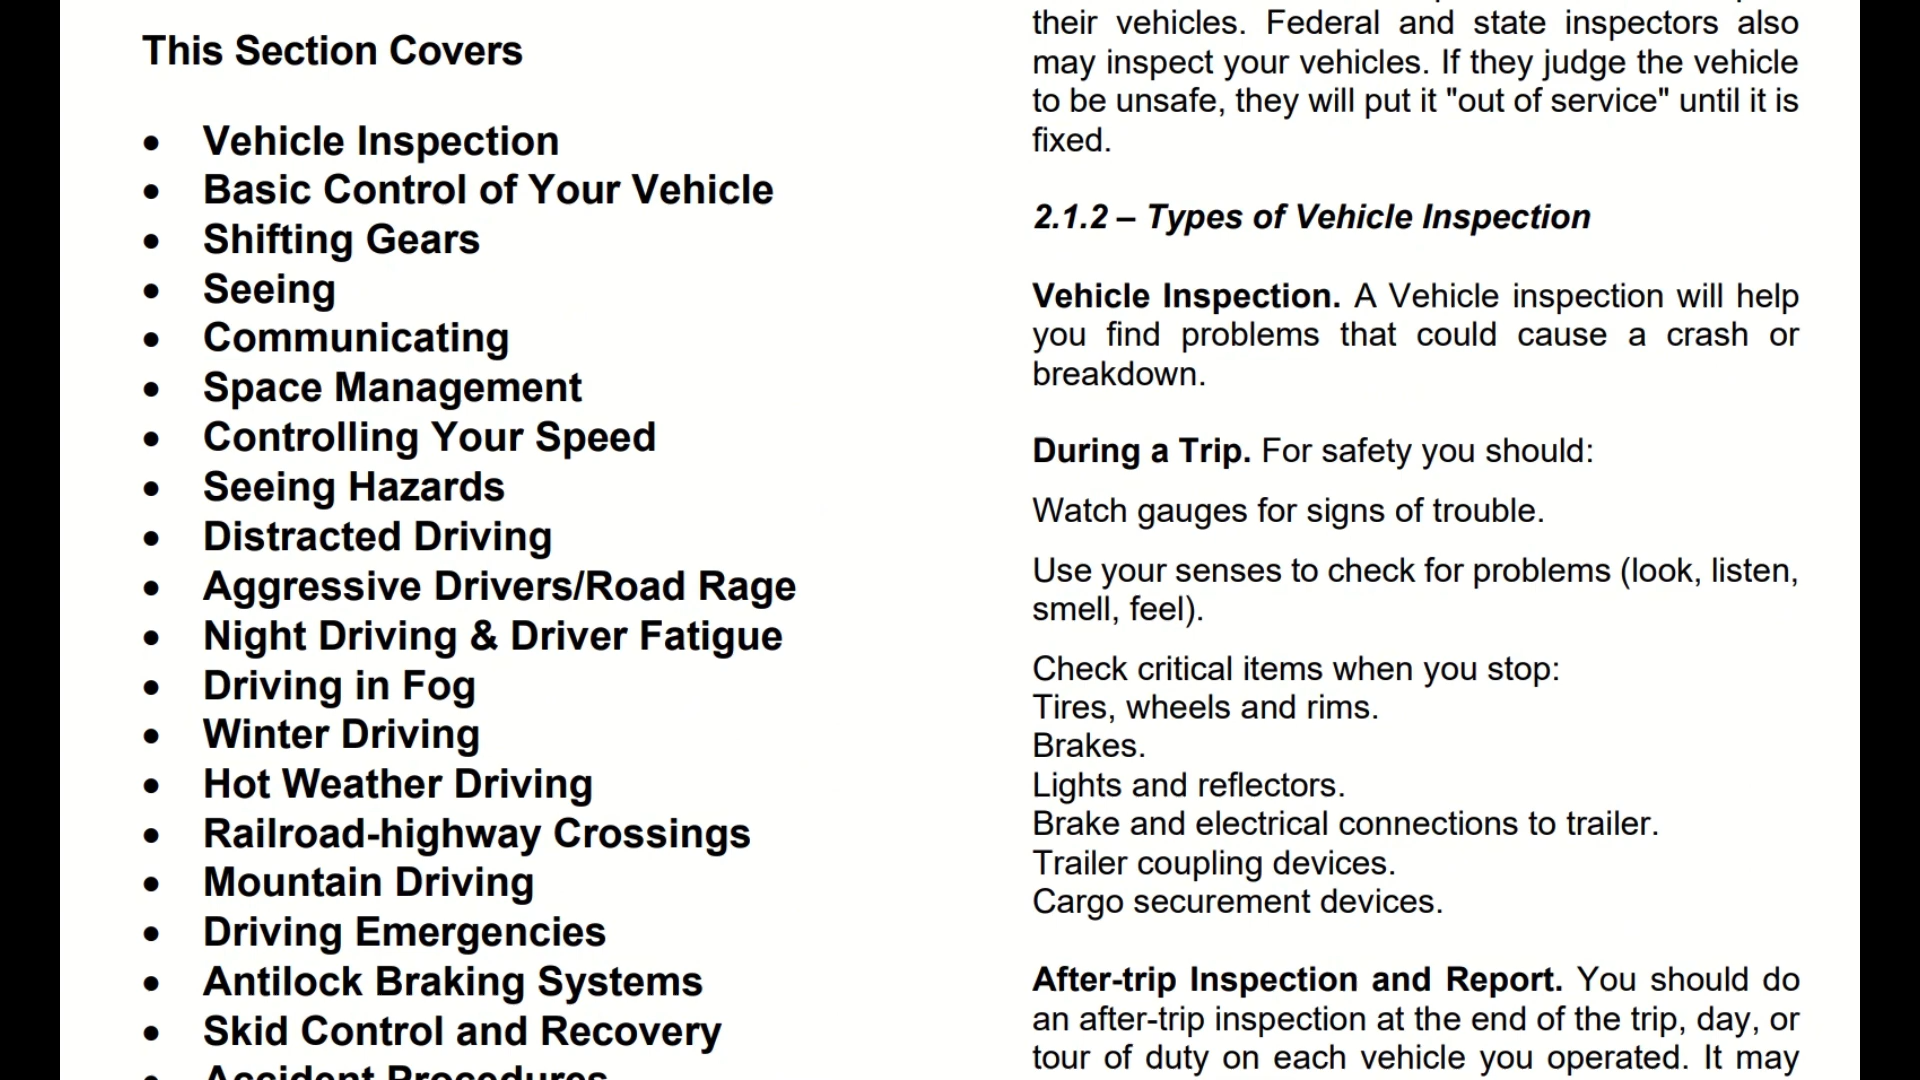 This Section Covers
• Vehicle Inspection
• Basic Control of Your Vehicle
• Shifting Gears
• Seeing
• Communicating
• Space Management
• Controlling Your Speed
• Seeing Hazards
• Distracted Driving
• Aggressive Drivers/Road Rage
• Night Driving & Driver Fatigue
• Driving in Fog
• Winter Driving
• Hot Weather Driving
• Railroad-highway Crossings
• Mountain Driving
• Driving Emergencies
• Antilock Braking Systems
• Skid Control and Recovery
• Accident Procedures
their vehicles. Federal and state inspectors also
may inspect your vehicles. If they judge the vehicle
to be unsafe, they will put it "out of service" until it is
fixed.
2.1.2 – Types of Vehicle Inspection
Vehicle Inspection. A Vehicle inspection will help
you find problems that could cause a crash or
breakdown.
During a Trip. For safety you should:
Watch gauges for signs of trouble.
Use your senses to check for problems (look, listen,
smell, feel).
Check critical items when you stop:
Tires, wheels and rims.
Brakes.
Lights and reflectors.
Brake and electrical connections to trailer.
Trailer coupling devices.
Cargo securement devices.
After-trip Inspection and Report. You should do
an after-trip inspection at the end of the trip, day, or
tour of duty on each vehicle you operated. It may